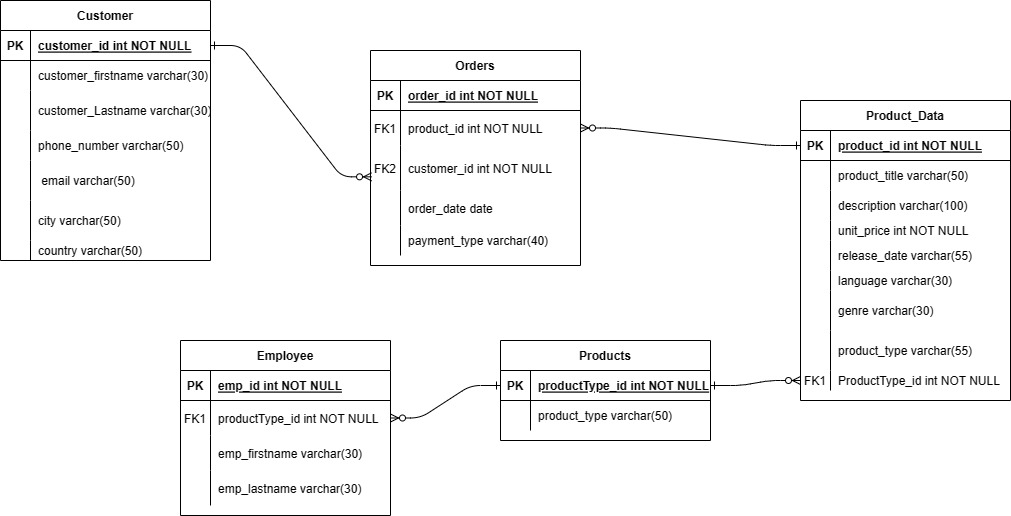 Customer
PK customer_id int NOT NULL
customer_firstname varchar(30)
customer_Lastname varchar(30)
phone_number varchar(50)
email varchar(50)
city varchar(50)
country varchar(50)
Orders
PK order_id int NOT NULL
FK1 product_id int NOT NULL
FK2 customer_id int NOT NULL
order_date date
payment_type varchar(40)
Product_Data
PK product_id int NOT NULL
product_title varchar(50)
description varchar(100)
unit_price int NOT NULL
release_date varchar(55)
language varchar(30)
genre varchar(30)
product_type varchar(55)
FK1 ProductType_id int NOT NULL
Employee
PK emp_id int NOT NULL
FK1 productType_id int NOT NULL
emp_firstname varchar(30)
emp_lastname varchar(30)
Products
PK productType_id int NOT NULL
product_type varchar(50)